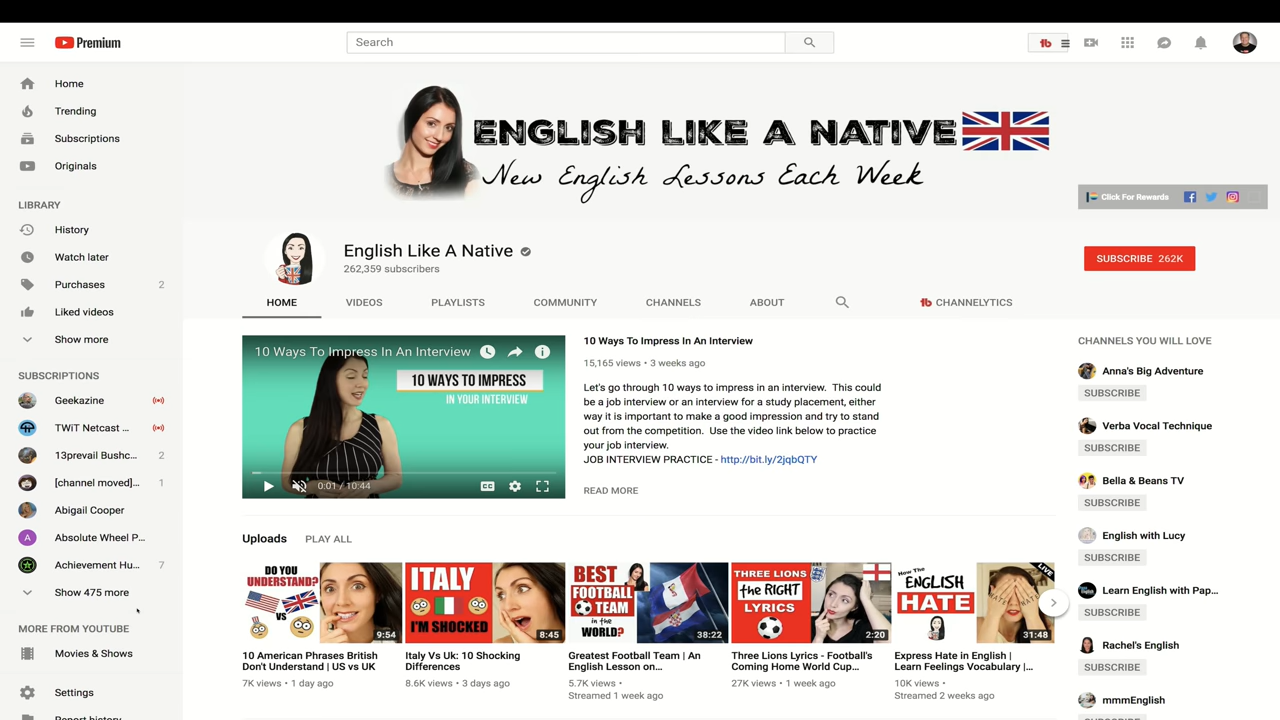 Premium
Search
tb
Home
Trending
Subscriptions
Originals
LIBRARY
History
Watch later
Purchases 2
Liked videos
Show more
SUBSCRIPTIONS
Geekazine
TWiT Netcast ...
13prevail Bushc... 2
[channel moved]... 1
Abigail Cooper
A Absolute Wheel P...
Achievement Hu... 7
Show 475 more
MORE FROM YOUTUBE
Movies & Shows
Settings
Report history
ENGLISH LIKE A NATIVE
New English Lessons Each Week
Click For Rewards
English Like A Native
262,359 subscribers
SUBSCRIBE 262K
HOME VIDEOS PLAYLISTS COMMUNITY CHANNELS ABOUT tb CHANNELYTICS
10 Ways To Impress In An Interview
10 WAYS TO IMPRESS
IN YOUR INTERVIEW
0:01 / 10:44
CC
10 Ways To Impress In An Interview
15,165 views • 3 weeks ago
Let's go through 10 ways to impress in an interview. This could
be a job interview or an interview for a study placement, either
way it is important to make a good impression and try to stand
out from the competition. Use the video link below to practice
your job interview.
JOB INTERVIEW PRACTICE - http://bit.ly/2jqbQTY
READ MORE
Uploads PLAY ALL
DO YOU
UNDERSTAND?
VS
9:54
10 American Phrases British
Don't Understand | US vs UK
7K views • 1 day ago
ITALY
I'M SHOCKED
8:45
Italy Vs Uk: 10 Shocking
Differences
8.6K views • 3 days ago
BEST
FOOTBALL
TEAM
in the
WORLD?
38:22
Greatest Football Team | An
English Lesson on...
5.7K views •
Streamed 1 week ago
THREE LIONS
the RIGHT
LYRICS
2:20
Three Lions Lyrics - Football's
Coming Home World Cup...
27K views • 1 week ago
How The
ENGLISH
HATE
LIVE
31:48
Express Hate in English |
Learn Feelings Vocabulary |...
10K views •
Streamed 2 weeks ago
CHANNELS YOU WILL LOVE
Anna's Big Adventure
SUBSCRIBE
Verba Vocal Technique
SUBSCRIBE
Bella & Beans TV
SUBSCRIBE
English with Lucy
SUBSCRIBE
Learn English with Pap...
SUBSCRIBE
Rachel's English
SUBSCRIBE
mmmEnglish